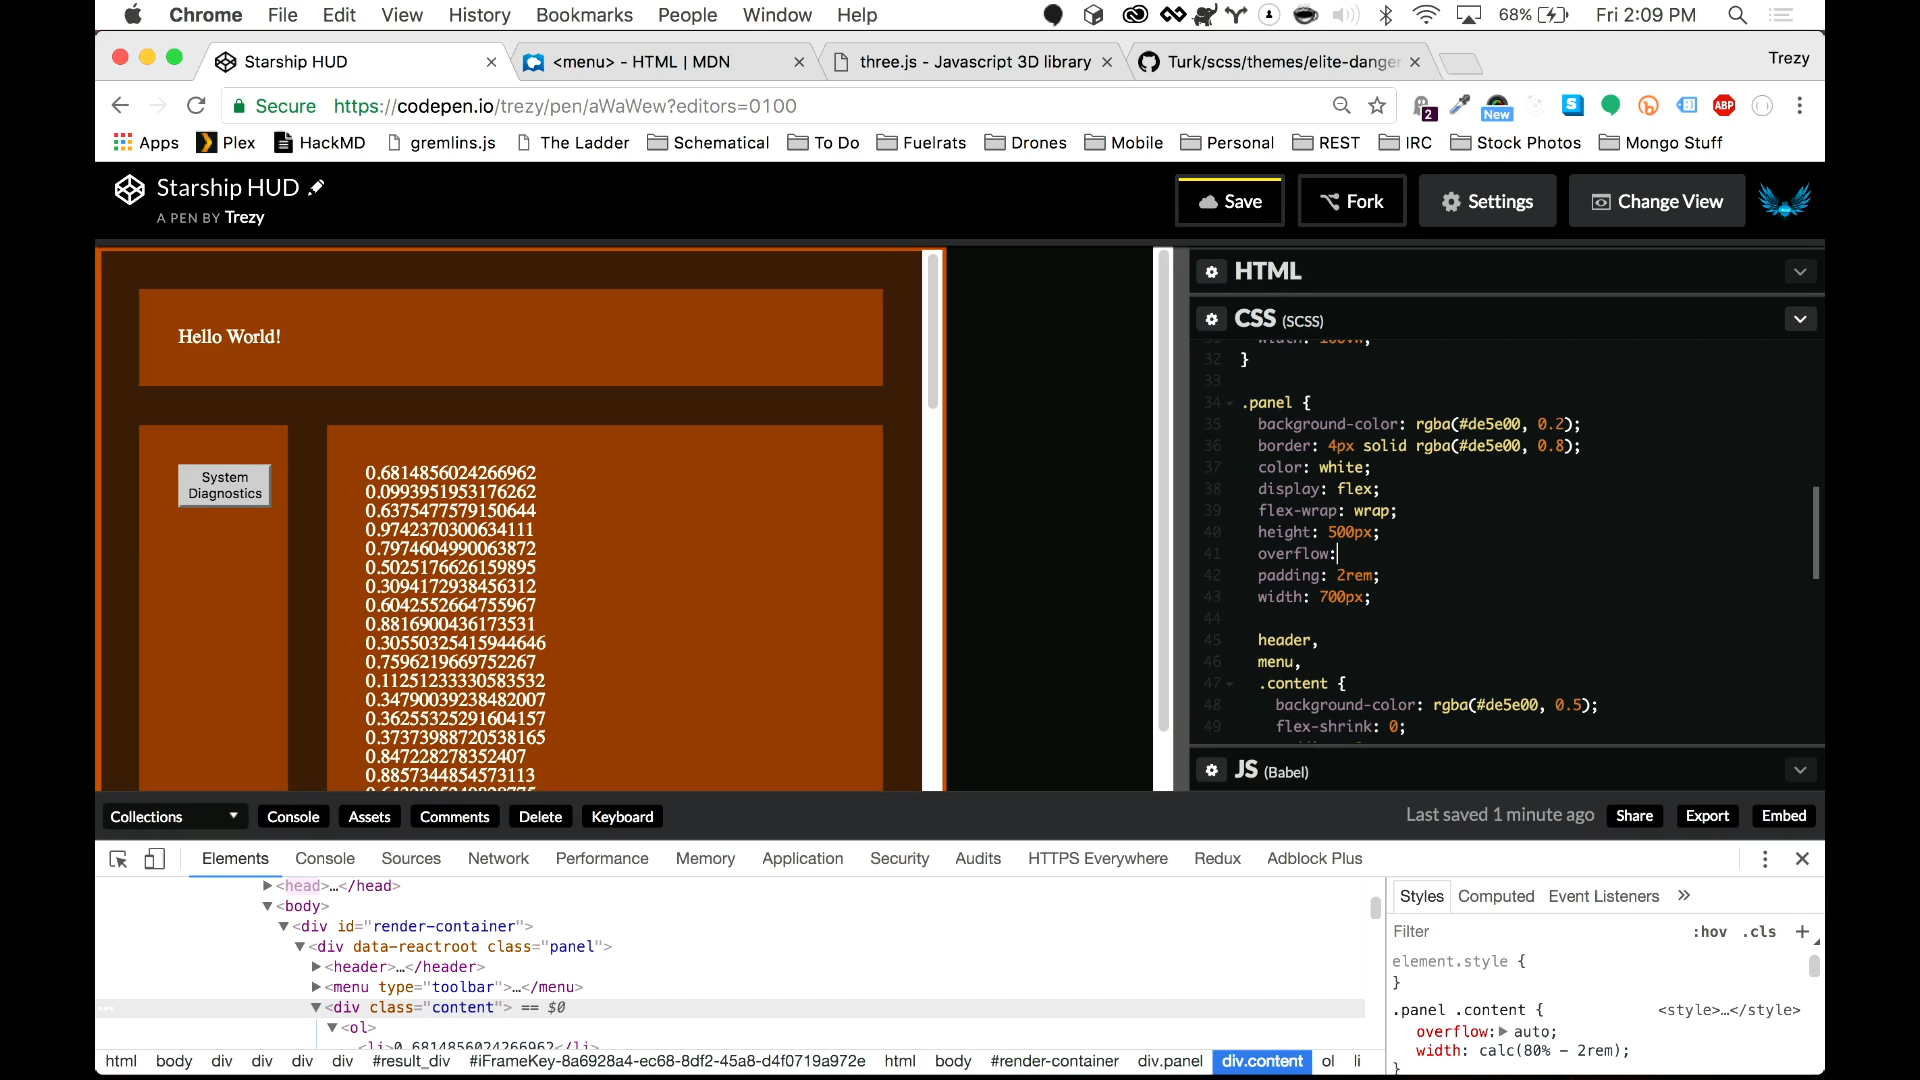 Chrome File Edit View History Bookmarks People Window Help 68% Fri 2:09 PM
Starship HUD × <menu> - HTML | MDN × three.js - Javascript 3D library × Turk/scss/themes/elite-danger × Trezy
Secure https://codepen.io/trezy/pen/aWaWew?editors=0100 2 New S ABP
Apps Plex HackMD gremlins.js The Ladder Schematical To Do Fuelrats Drones Mobile Personal REST IRC Stock Photos Mongo Stuff
Starship HUD
A PEN BY Trezy
Save Fork Settings Change View
Hello World!
System
Diagnostics
0.6814856024266962
0.0993951953176262
0.6375477579150644
0.9742370300634111
0.7974604990063872
0.5025176626159895
0.3094172938456312
0.6042552664755967
0.8816900436173531
0.30550325415944646
0.7596219669752267
0.11251233330583532
0.34790039238482007
0.3625532529160415​7
0.37373988720538165
0.847228278352407
0.8857344854573113
HTML
CSS (SCSS)
32 }
33
34 .panel {
35 background-color: rgba(#de5e00, 0.2);
36 border: 4px solid rgba(#de5e00, 0.8);
37 color: white;
38 display: flex;
39 flex-wrap: wrap;
40 height: 500px;
41 overflow:
42 padding: 2rem;
43 width: 700px;
44
45 header,
46 menu,
47 .content {
48 background-color: rgba(#de5e00, 0.5);
49 flex-shrink: 0;
JS (Babel)
Collections Console Assets Comments Delete Keyboard Last saved 1 minute ago Share Export Embed
Elements Console Sources Network Performance Memory Application Security Audits HTTPS Everywhere Redux Adblock Plus
<head>…</head>
<body>
<div id="render-container">
<div data-reactroot class="panel">
<header>…</header>
<menu type="toolbar">…</menu>
<div class="content"> == $0
<ol>
<li>0.6814856024266962</li>
html body div div div div #result_div #iFrameKey-8a6928a4-ec68-8df2-45a8-d4f0719a972e html body #render-container div.panel div.content ol li
Styles Computed Event Listeners »
Filter :hov .cls +
element.style {
}
.panel .content { <style>…</style>
overflow: auto;
width: calc(80% - 2rem);
}